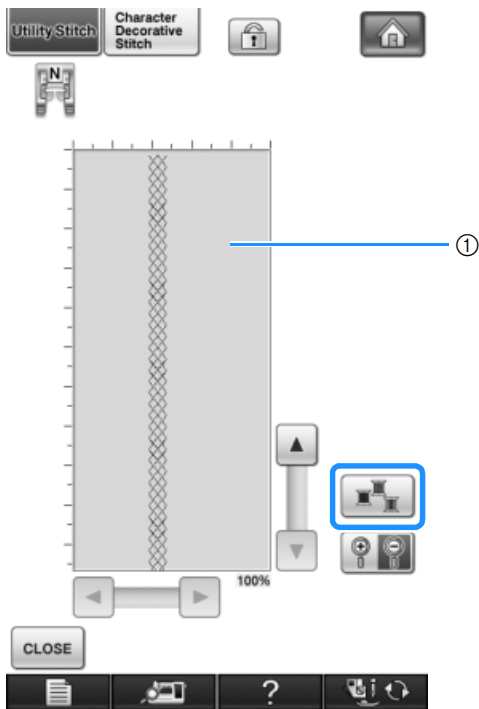 Utility Stitch
Character
Decorative
Stitch
N
①
100%
CLOSE
?